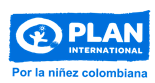 PLAN
INTERNATIONAL
Por la niñez colombiana